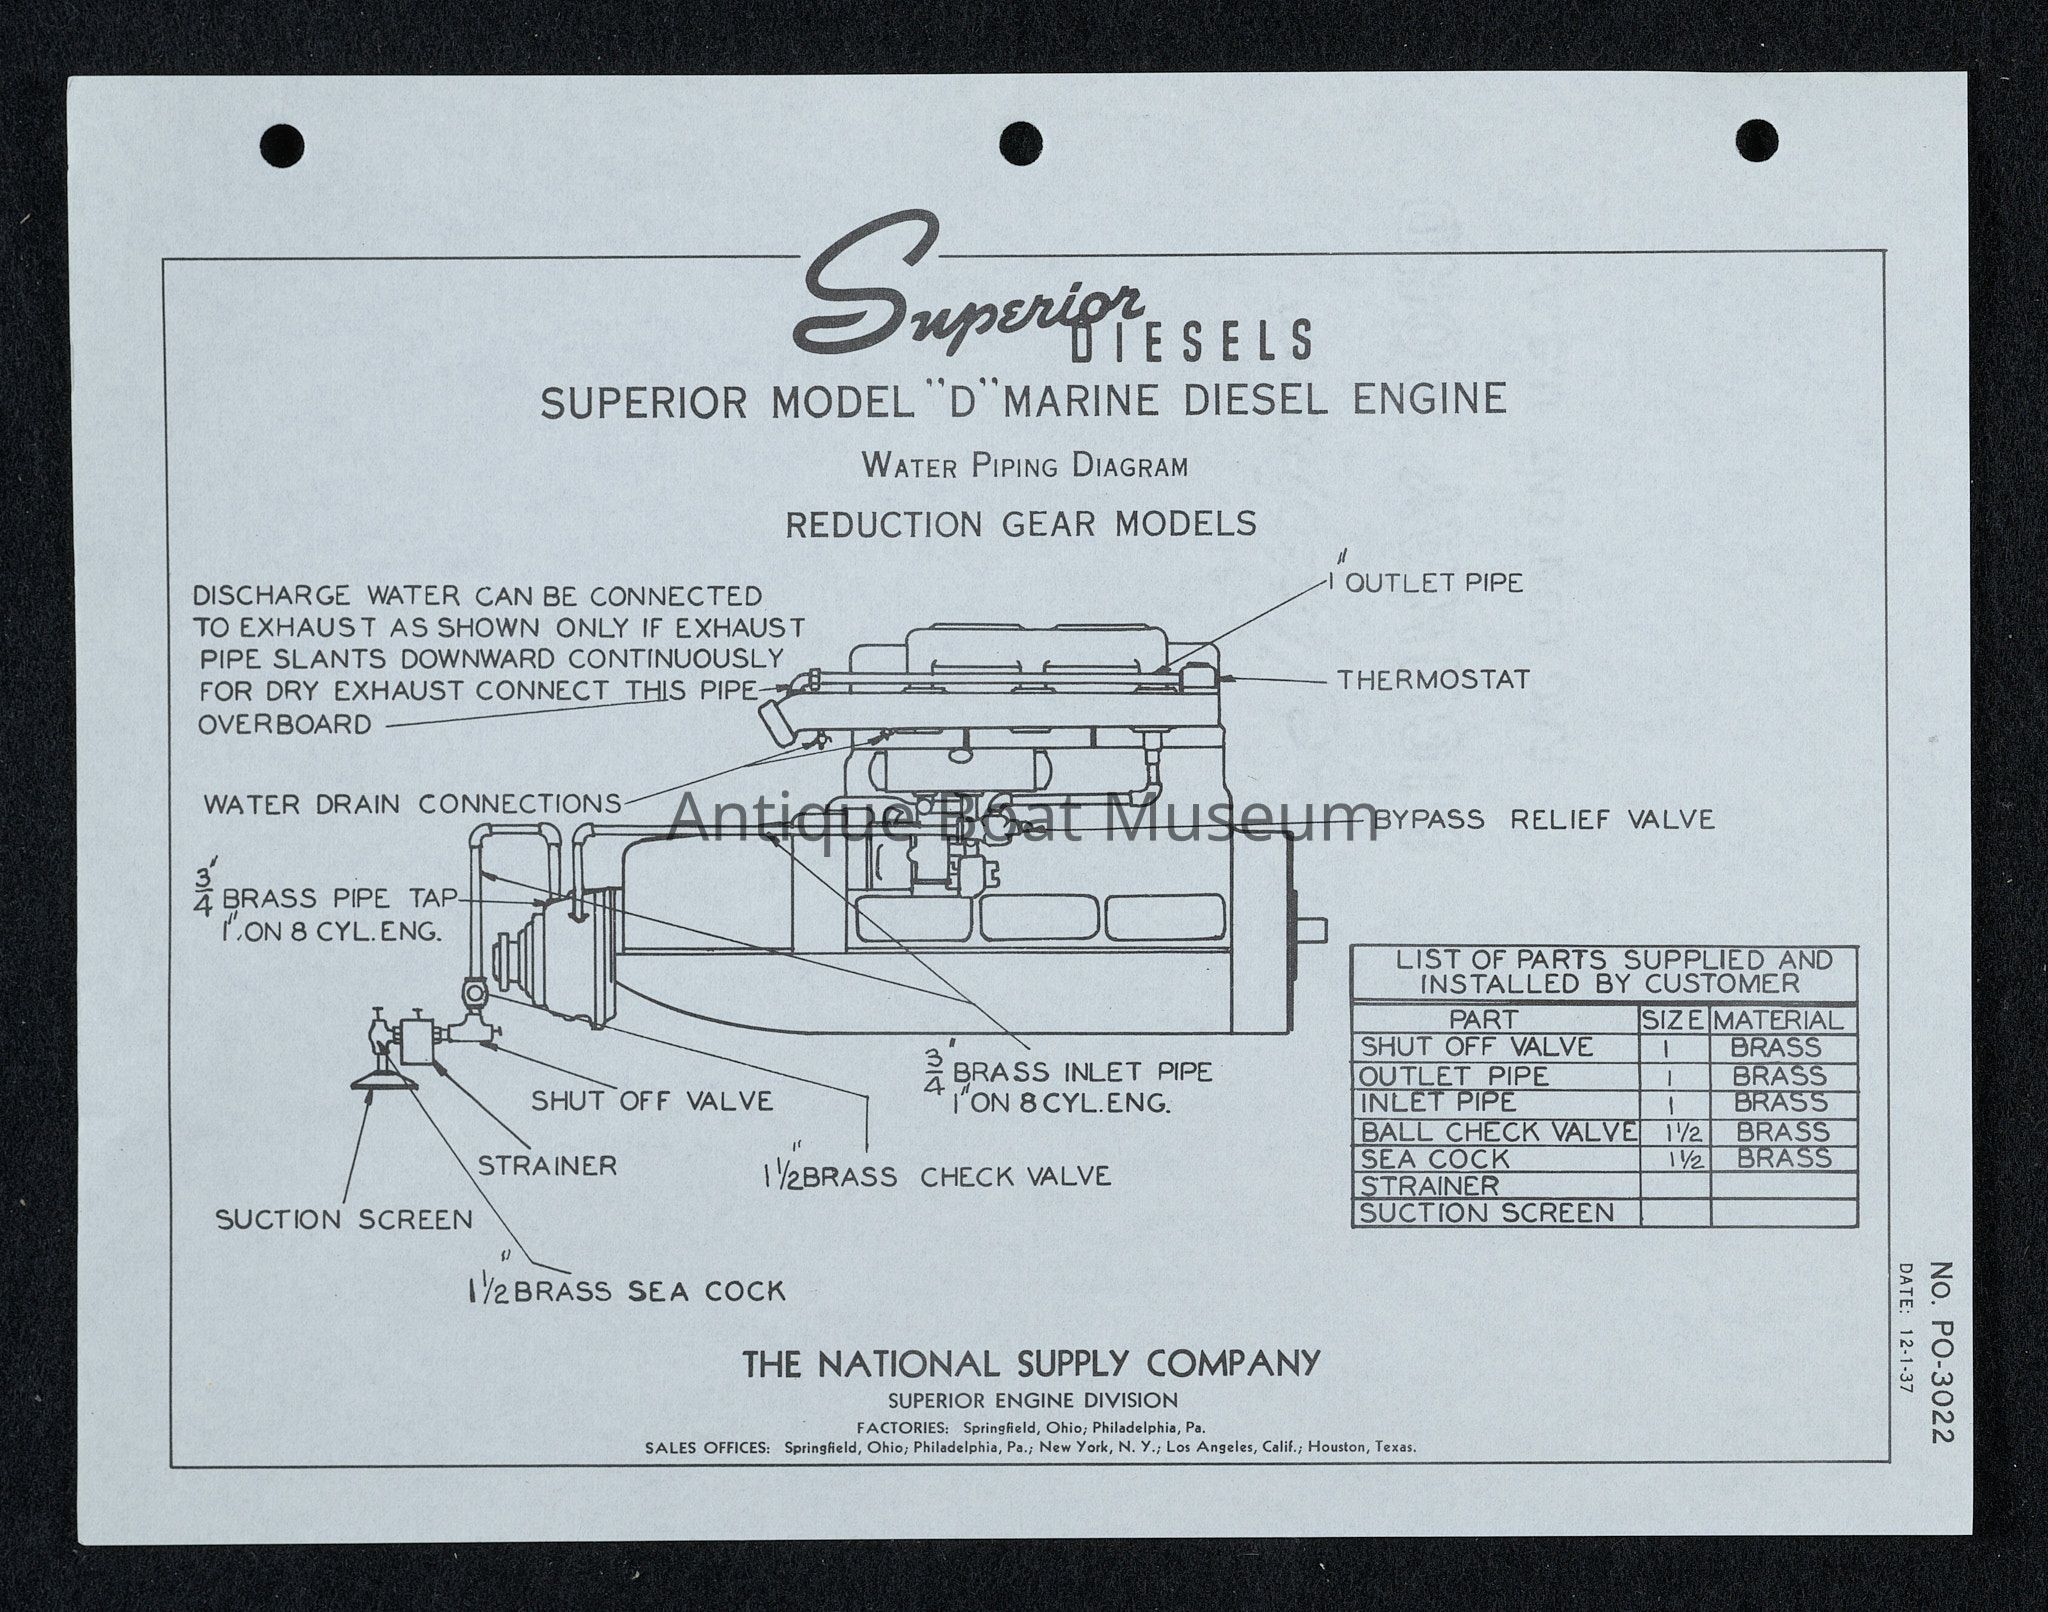 Superior
DIESELS
SUPERIOR MODEL "D" MARINE DIESEL ENGINE
WATER PIPING DIAGRAM
REDUCTION GEAR MODELS
DISCHARGE WATER CAN BE CONNECTED
TO EXHAUST AS SHOWN ONLY IF EXHAUST
PIPE SLANTS DOWNWARD CONTINUOUSLY
FOR DRY EXHAUST CONNECT THIS PIPE
OVERBOARD
1" OUTLET PIPE
THERMOSTAT
WATER DRAIN CONNECTIONS
Antique Boat Museum
BYPASS RELIEF VALVE
3/4" BRASS PIPE TAP
1" ON 8 CYL. ENG.
3/4" BRASS INLET PIPE
1" ON 8 CYL. ENG.
SHUT OFF VALVE
STRAINER
1 1/2" BRASS CHECK VALVE
SUCTION SCREEN
1 1/2" BRASS SEA COCK
LIST OF PARTS SUPPLIED AND
INSTALLED BY CUSTOMER
PART SIZE MATERIAL
SHUT OFF VALVE 1 BRASS
OUTLET PIPE 1 BRASS
INLET PIPE 1 BRASS
BALL CHECK VALVE 1 1/2 BRASS
SEA COCK 1 1/2 BRASS
STRAINER
SUCTION SCREEN
THE NATIONAL SUPPLY COMPANY
SUPERIOR ENGINE DIVISION
FACTORIES: Springfield, Ohio; Philadelphia, Pa.
SALES OFFICES: Springfield, Ohio; Philadelphia, Pa.; New York, N. Y.; Los Angeles, Calif.; Houston, Texas.
NO. PO-3022
DATE: 12-1-37